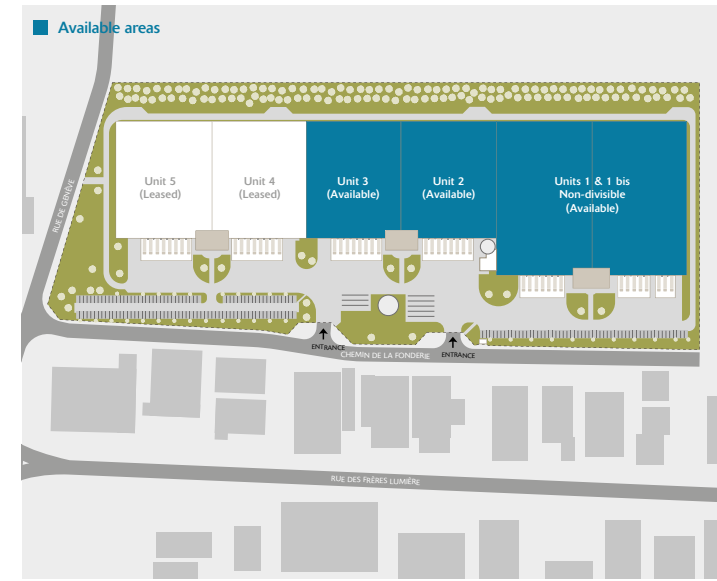 Available areas
Unit 5
(Leased)
Unit 4
(Leased)
Unit 3
(Available)
Unit 2
(Available)
Units 1 & 1 bis
Non-divisible
(Available)
RUE DE GENÈVE
ENTRANCE
CHEMIN DE LA FONDERIE
ENTRANCE
RUE DES FRÈRES LUMIÈRE